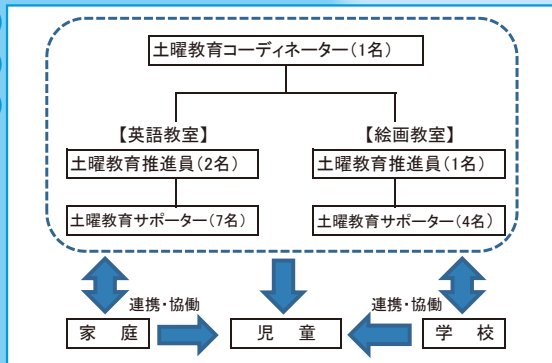 土曜教育コーディネーター（1名）
【英語教室】
【絵画教室】
土曜教育推進員（2名）
土曜教育推進員（1名）
土曜教育サポーター（7名）
土曜教育サポーター（4名）
連携・協働
連携・協働
家　庭
児　童
学　校